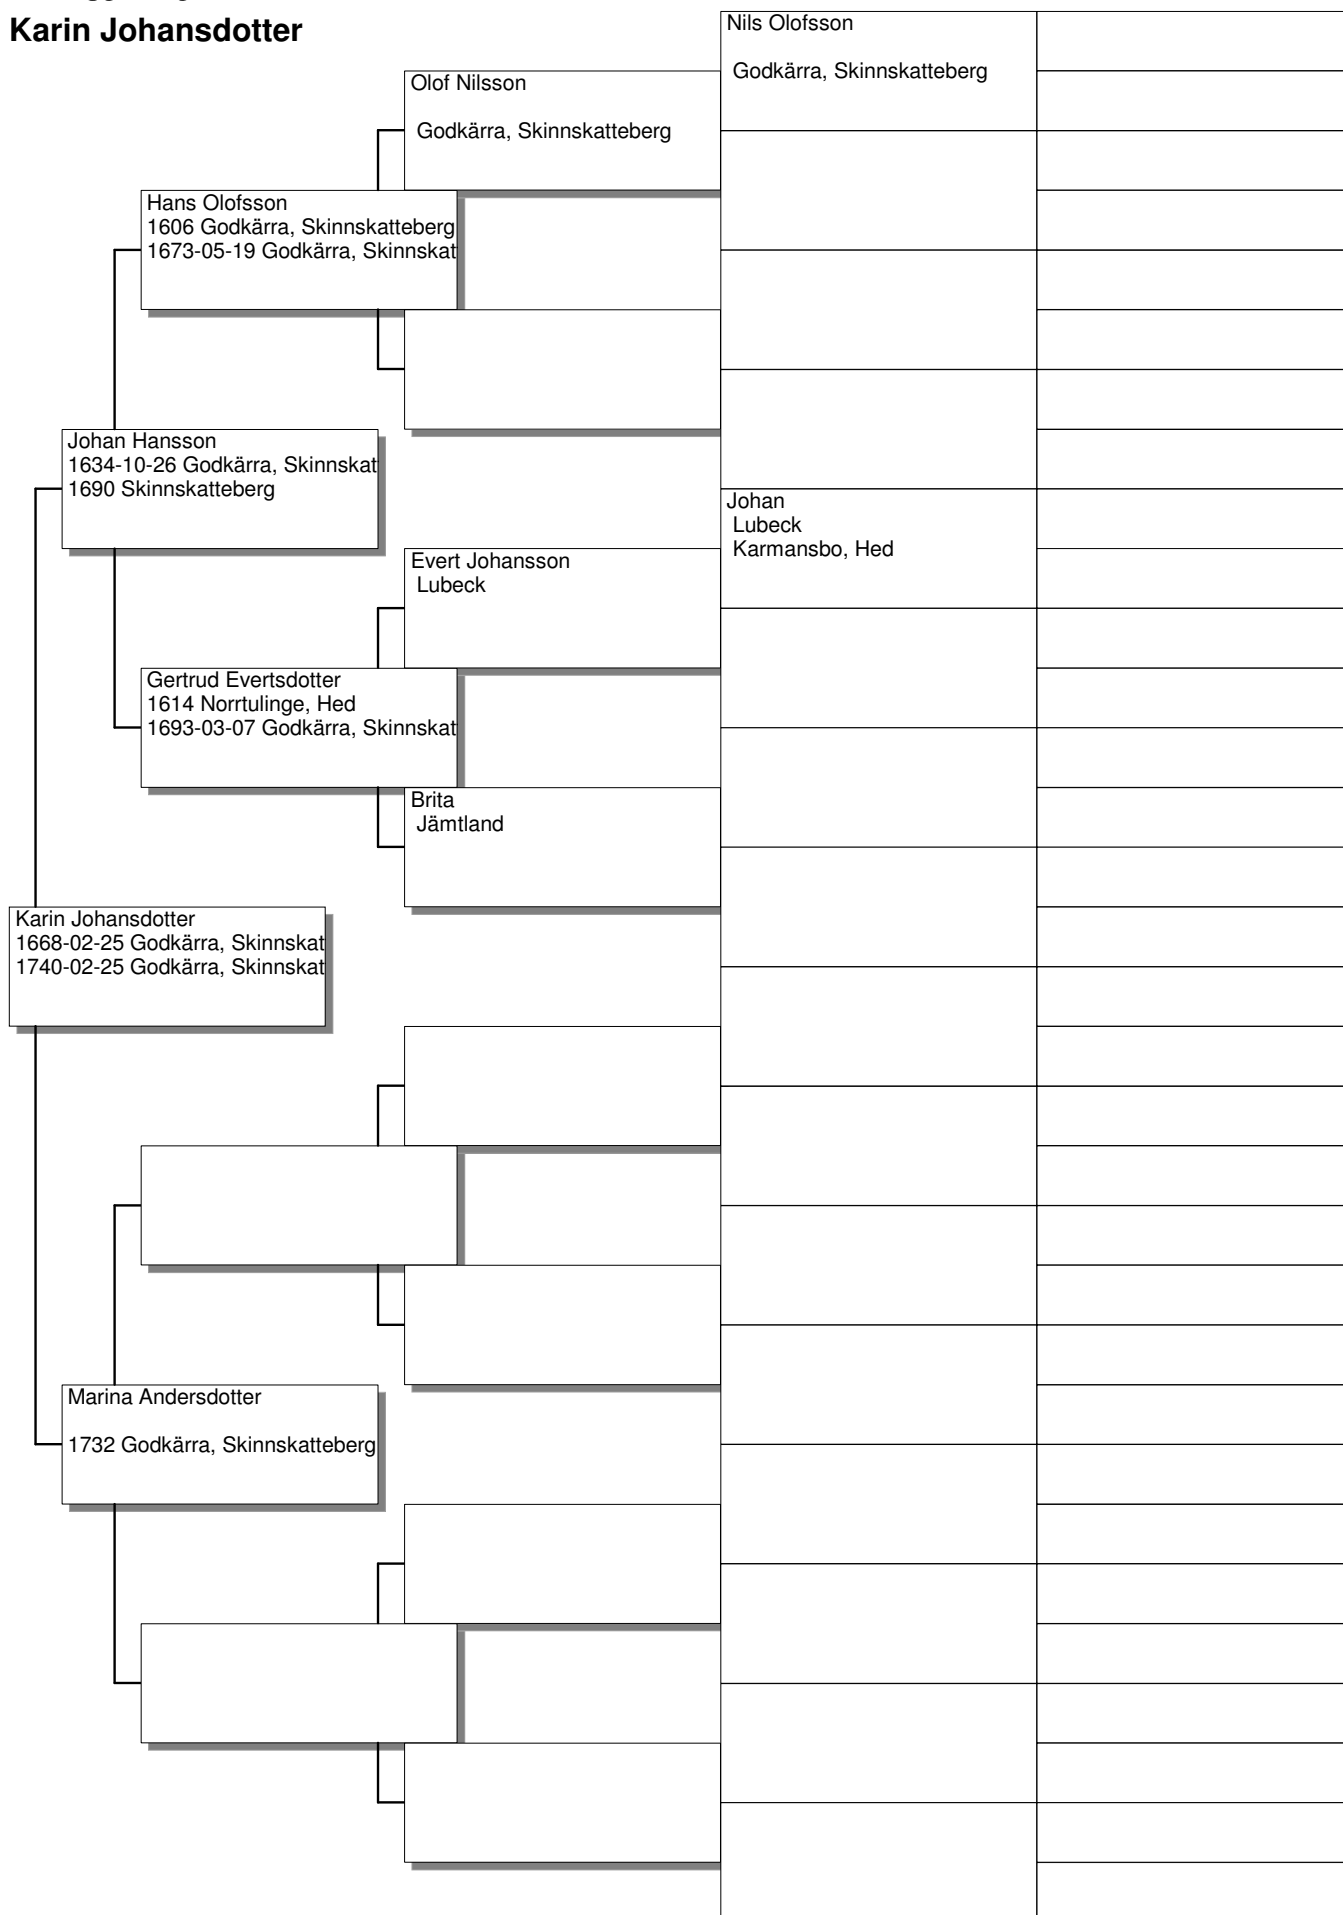 Karin Johansdotter
Nils Olofsson
Godkärra, Skinnskatteberg
Olof Nilsson
Godkärra, Skinnskatteberg
Hans Olofsson
1606 Godkärra, Skinnskatteberg
1673-05-19 Godkärra, Skinnskat
Johan Hansson
1634-10-26 Godkärra, Skinnskat
1690 Skinnskatteberg
Johan
Lubeck
Karmansbo, Hed
Evert Johansson
Lubeck
Gertrud Evertsdotter
1614 Norrtulinge, Hed
1693-03-07 Godkärra, Skinnskat
Brita
Jämtland
Karin Johansdotter
1668-02-25 Godkärra, Skinnskat
1740-02-25 Godkärra, Skinnskat
Marina Andersdotter
1732 Godkärra, Skinnskatteberg